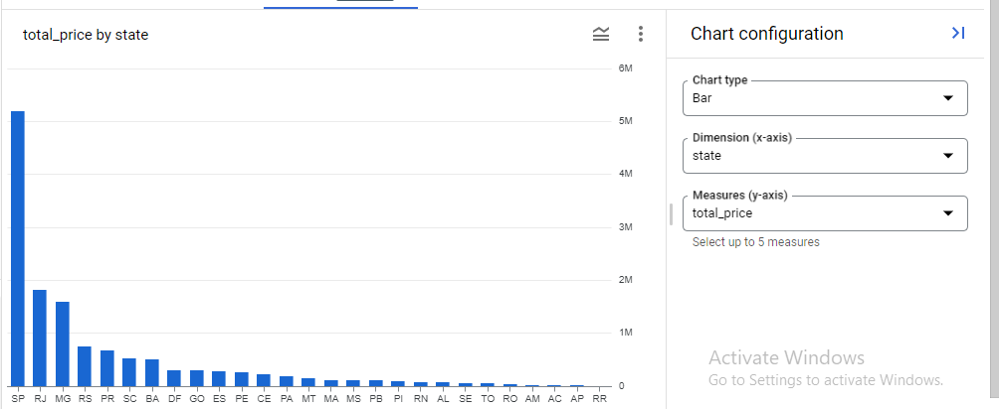 total_price by state
6M
5M
4M
3M
2M
1M
0
SP RJ MG RS PR SC BA DF GO ES PE CE PA MT MA MS PB PI RN AL SE TO RO AM AC AP RR
Chart configuration
Chart type
Bar
Dimension (x-axis)
state
Measures (y-axis)
total_price
Select up to 5 measures
Activate Windows
Go to Settings to activate Windows.